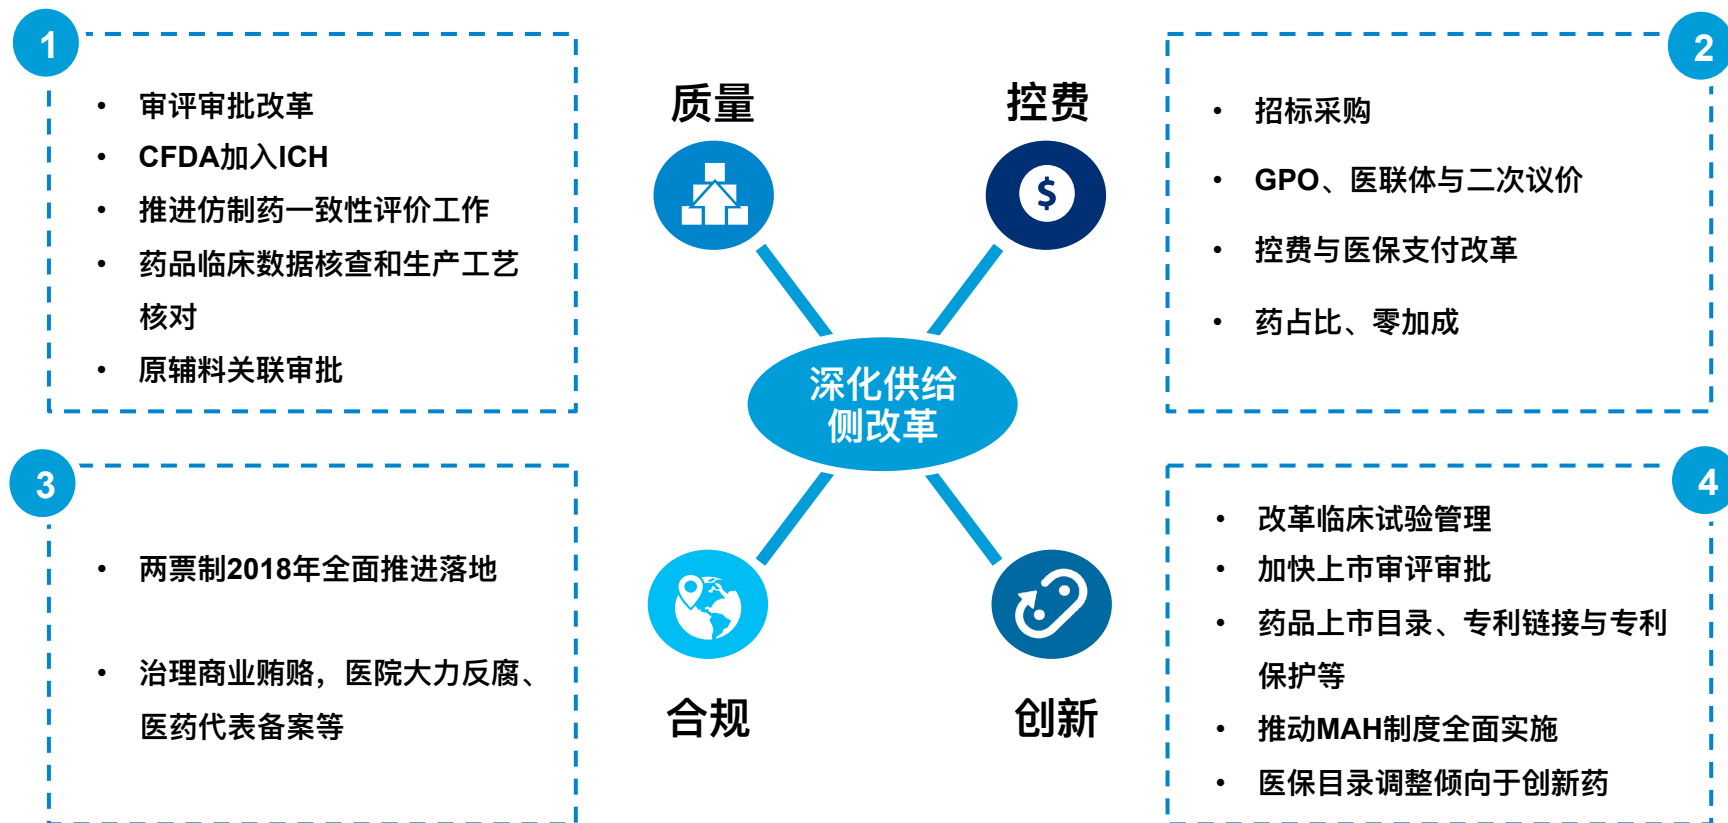 1
• 审评审批改革
• CFDA加入ICH
• 推进仿制药一致性评价工作
• 药品临床数据核查和生产工艺
核对
• 原辅料关联审批
质量
控费
$
2
• 招标采购
• GPO、医联体与二次议价
• 控费与医保支付改革
• 药占比、零加成
深化供给
侧改革
3
• 两票制2018年全面推进落地
• 治理商业贿赂，医院大力反腐、
医药代表备案等
合规
创新
4
• 改革临床试验管理
• 加快上市审评审批
• 药品上市目录、专利链接与专利
保护等
• 推动MAH制度全面实施
• 医保目录调整倾向于创新药